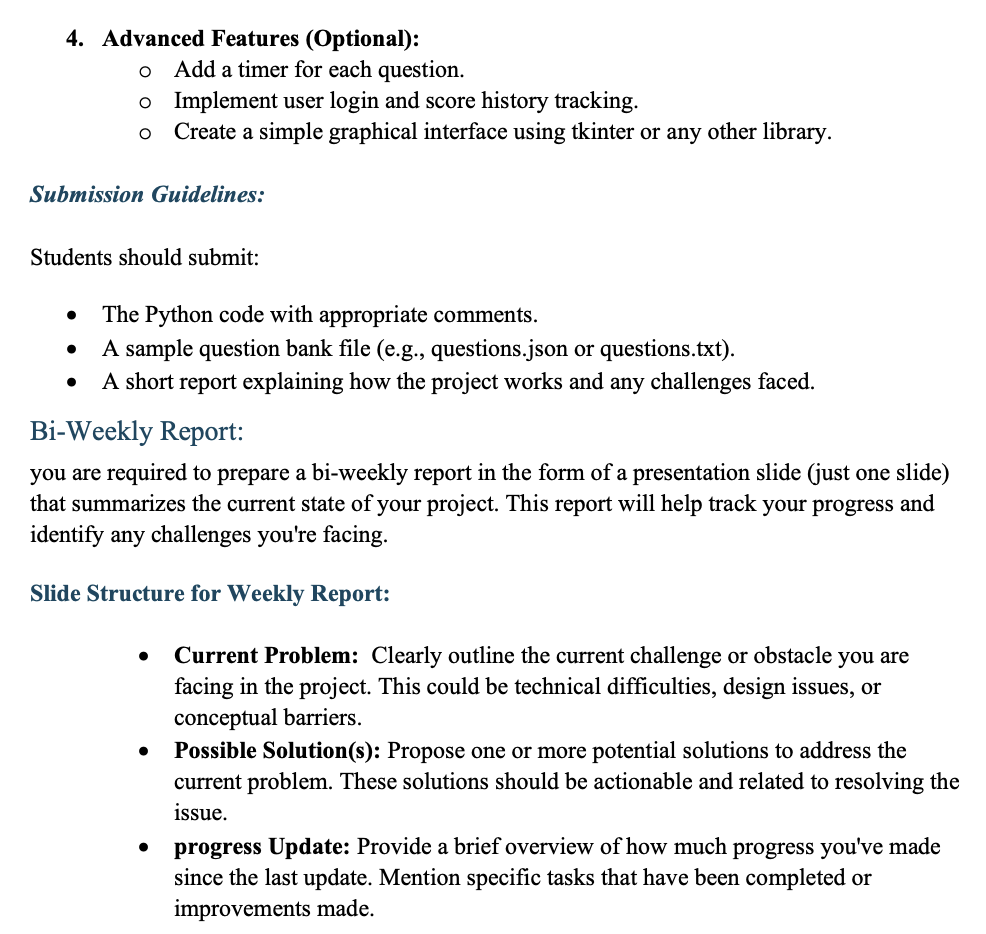 4. Advanced Features (Optional):
o Add a timer for each question.
o Implement user login and score history tracking.
o Create a simple graphical interface using tkinter or any other library.
Submission Guidelines:
Students should submit:
• The Python code with appropriate comments.
• A sample question bank file (e.g., questions.json or questions.txt).
• A short report explaining how the project works and any challenges faced.
Bi-Weekly Report:
you are required to prepare a bi-weekly report in the form of a presentation slide (just one slide)
that summarizes the current state of your project. This report will help track your progress and
identify any challenges you're facing.
Slide Structure for Weekly Report:
• Current Problem: Clearly outline the current challenge or obstacle you are
facing in the project. This could be technical difficulties, design issues, or
conceptual barriers.
• Possible Solution(s): Propose one or more potential solutions to address the
current problem. These solutions should be actionable and related to resolving the
issue.
• progress Update: Provide a brief overview of how much progress you've made
since the last update. Mention specific tasks that have been completed or
improvements made.